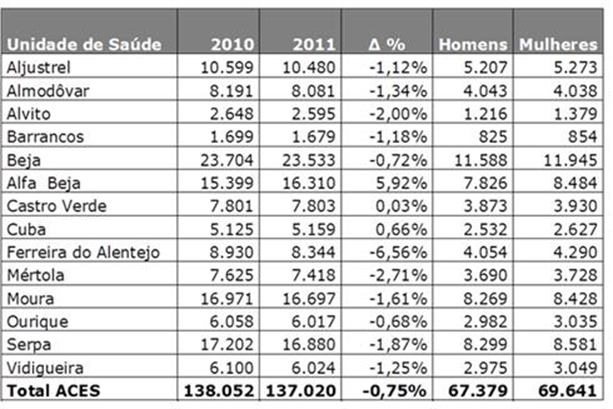 Unidade de Saúde 2010 2011 Δ % Homens Mulheres
Aljustrel 10.599 10.480 -1,12% 5.207 5.273
Almodôvar 8.191 8.081 -1,34% 4.043 4.038
Alvito 2.648 2.595 -2,00% 1.216 1.379
Barrancos 1.699 1.679 -1,18% 825 854
Beja 23.704 23.533 -0,72% 11.588 11.945
Alfa Beja 15.399 16.310 5,92% 7.826 8.484
Castro Verde 7.801 7.803 0,03% 3.873 3.930
Cuba 5.125 5.159 0,66% 2.532 2.627
Ferreira do Alentejo 8.930 8.344 -6,56% 4.054 4.290
Mértola 7.625 7.418 -2,71% 3.690 3.728
Moura 16.971 16.697 -1,61% 8.269 8.428
Ourique 6.058 6.017 -0,68% 2.982 3.035
Serpa 17.202 16.880 -1,87% 8.299 8.581
Vidigueira 6.100 6.024 -1,25% 2.975 3.049
Total ACES 138.052 137.020 -0,75% 67.379 69.641